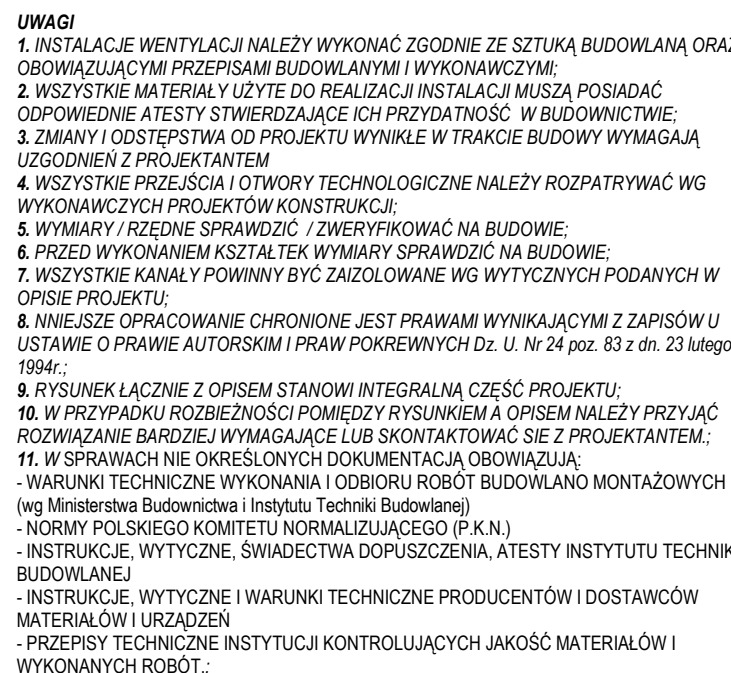 UWAGI
1. INSTALACJE WENTYLACJI NALEŻY WYKONAĆ ZGODNIE ZE SZTUKĄ BUDOWLANĄ ORAZ
OBOWIĄZUJĄCYMI PRZEPISAMI BUDOWLANYMI I WYKONAWCZYMI;
2. WSZYSTKIE MATERIAŁY UŻYTE DO REALIZACJI INSTALACJI MUSZĄ POSIADAĆ
ODPOWIEDNIE ATESTY STWIERDZAJĄCE ICH PRZYDATNOŚĆ W BUDOWNICTWIE;
3. ZMIANY I ODSTĘPSTWA OD PROJEKTU WYNIKŁE W TRAKCIE BUDOWY WYMAGAJĄ
UZGODNIEŃ Z PROJEKTANTEM
4. WSZYSTKIE PRZEJŚCIA I OTWORY TECHNOLOGICZNE NALEŻY ROZPATRYWAĆ WG
WYKONAWCZYCH PROJEKTÓW KONSTRUKCJI;
5. WYMIARY / RZĘDNE SPRAWDZIĆ / ZWERYFIKOWAĆ NA BUDOWIE;
6. PRZED WYKONANIEM KSZTAŁTEK WYMIARY SPRAWDZIĆ NA BUDOWIE;
7. WSZYSTKIE KANAŁY POWINNY BYĆ ZAIZOLOWANE WG WYTYCZNYCH PODANYCH W
OPISIE PROJEKTU;
8. NNIEJSZE OPRACOWANIE CHRONIONE JEST PRAWAMI WYNIKAJĄCYMI Z ZAPISÓW U
USTAWIE O PRAWIE AUTORSKIM I PRAW POKREWNYCH Dz. U. Nr 24 poz. 83 z dn. 23 lutego
1994r.;
9. RYSUNEK ŁĄCZNIE Z OPISEM STANOWI INTEGRALNĄ CZĘŚĆ PROJEKTU;
10. W PRZYPADKU ROZBIEŻNOŚCI POMIĘDZY RYSUNKIEM A OPISEM NALEŻY PRZYJĄĆ
ROZWIĄZANIE BARDZIEJ WYMAGAJĄCE LUB SKONTAKTOWAĆ SIE Z PROJEKTANTEM.;
11. W SPRAWACH NIE OKREŚLONYCH DOKUMENTACJĄ OBOWIĄZUJĄ:
- WARUNKI TECHNICZNE WYKONANIA I ODBIORU ROBÓT BUDOWLANO MONTAŻOWYCH
(wg Ministerstwa Budownictwa i Instytutu Techniki Budowlanej)
- NORMY POLSKIEGO KOMITETU NORMALIZUJĄCEGO (P.K.N.)
- INSTRUKCJE, WYTYCZNE, ŚWIADECTWA DOPUSZCZENIA, ATESTY INSTYTUTU TECHNIK
BUDOWLANEJ
- INSTRUKCJE, WYTYCZNE I WARUNKI TECHNICZNE PRODUCENTÓW I DOSTAWCÓW
MATERIAŁÓW I URZĄDZEŃ
- PRZEPISY TECHNICZNE INSTYTUCJI KONTROLUJĄCYCH JAKOŚĆ MATERIAŁÓW I
WYKONANYCH ROBÓT.;